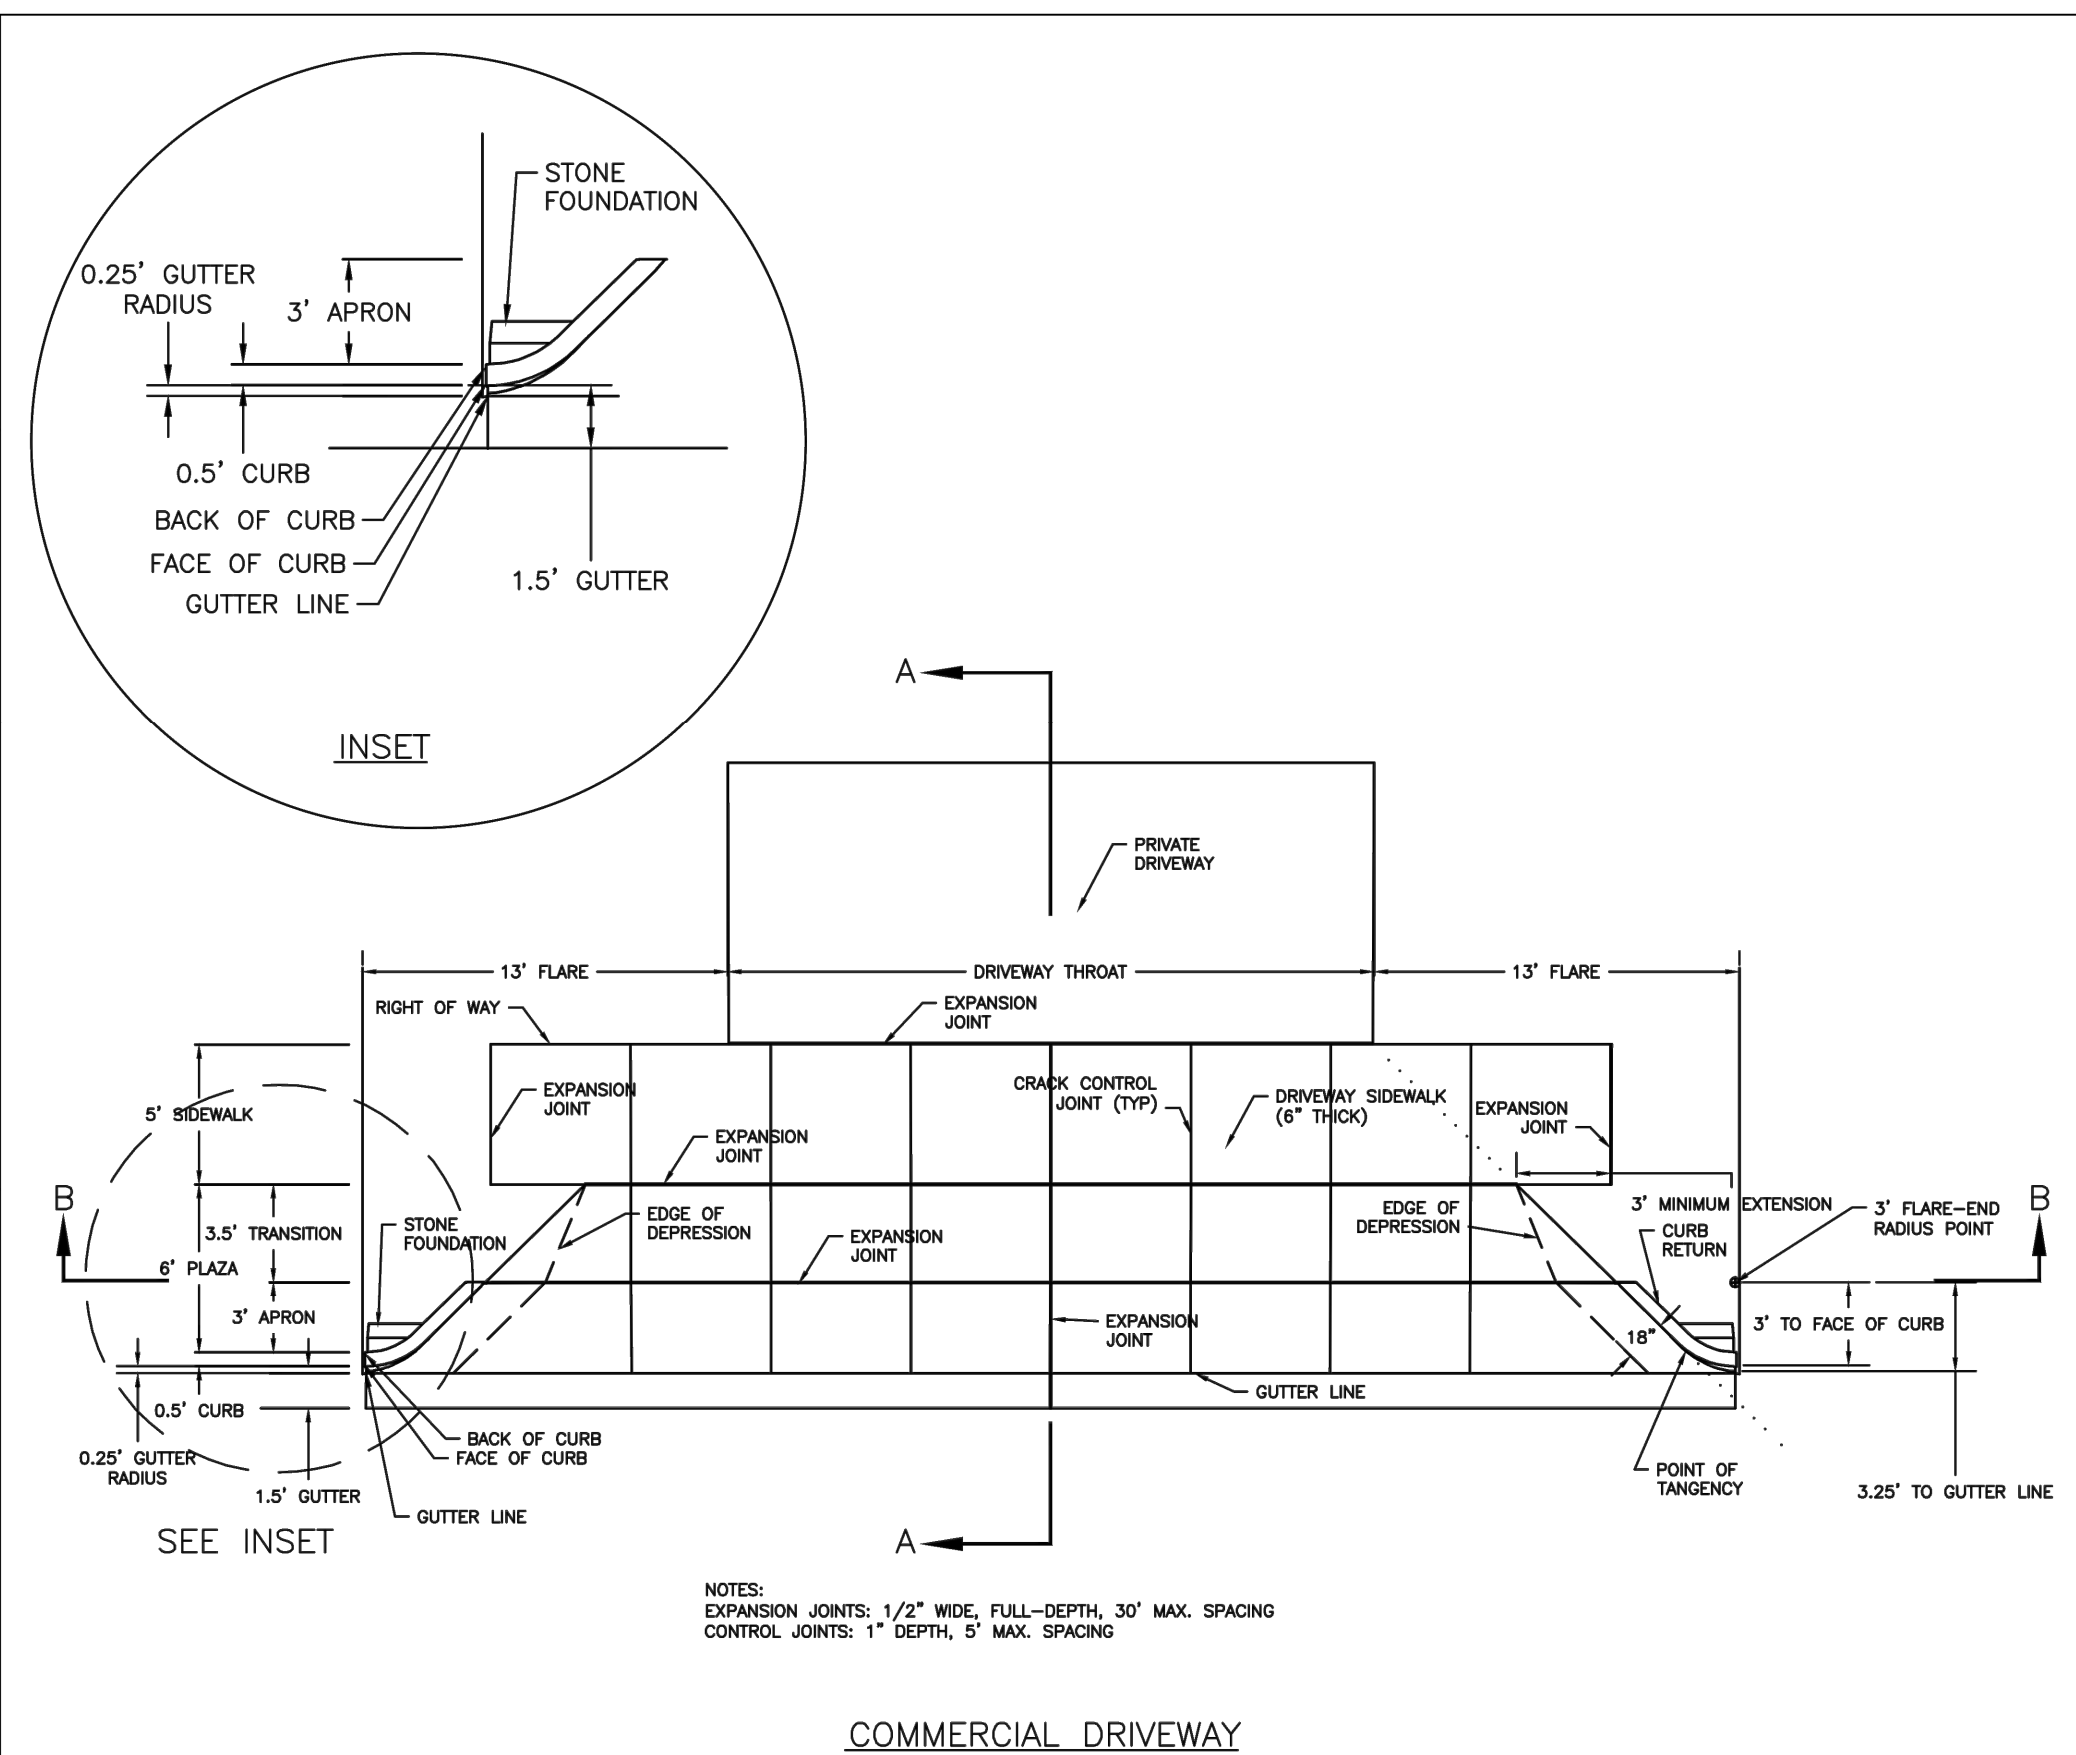 STONE
FOUNDATION
0.25' GUTTER
RADIUS
3' APRON
0.5' CURB
BACK OF CURB
FACE OF CURB
GUTTER LINE
1.5' GUTTER
INSET
A
PRIVATE
DRIVEWAY
13' FLARE
DRIVEWAY THROAT
13' FLARE
RIGHT OF WAY
EXPANSION
JOINT
5' SIDEWALK
EXPANSION
JOINT
EXPANSION
JOINT
CRACK CONTROL
JOINT (TYP)
DRIVEWAY SIDEWALK
(6" THICK)
EXPANSION
JOINT
B
3.5' TRANSITION
6' PLAZA
3' APRON
STONE
FOUNDATION
EDGE OF
DEPRESSION
EXPANSION
JOINT
EDGE OF
DEPRESSION
3' MINIMUM EXTENSION
CURB
RETURN
3' FLARE-END
RADIUS POINT
B
EXPANSION
JOINT
18"
3' TO FACE OF CURB
GUTTER LINE
0.5' CURB
0.25' GUTTER
RADIUS
1.5' GUTTER
BACK OF CURB
FACE OF CURB
GUTTER LINE
POINT OF
TANGENCY
3.25' TO GUTTER LINE
SEE INSET
A
NOTES:
EXPANSION JOINTS: 1/2" WIDE, FULL-DEPTH, 30' MAX. SPACING
CONTROL JOINTS: 1" DEPTH, 5' MAX. SPACING
COMMERCIAL DRIVEWAY